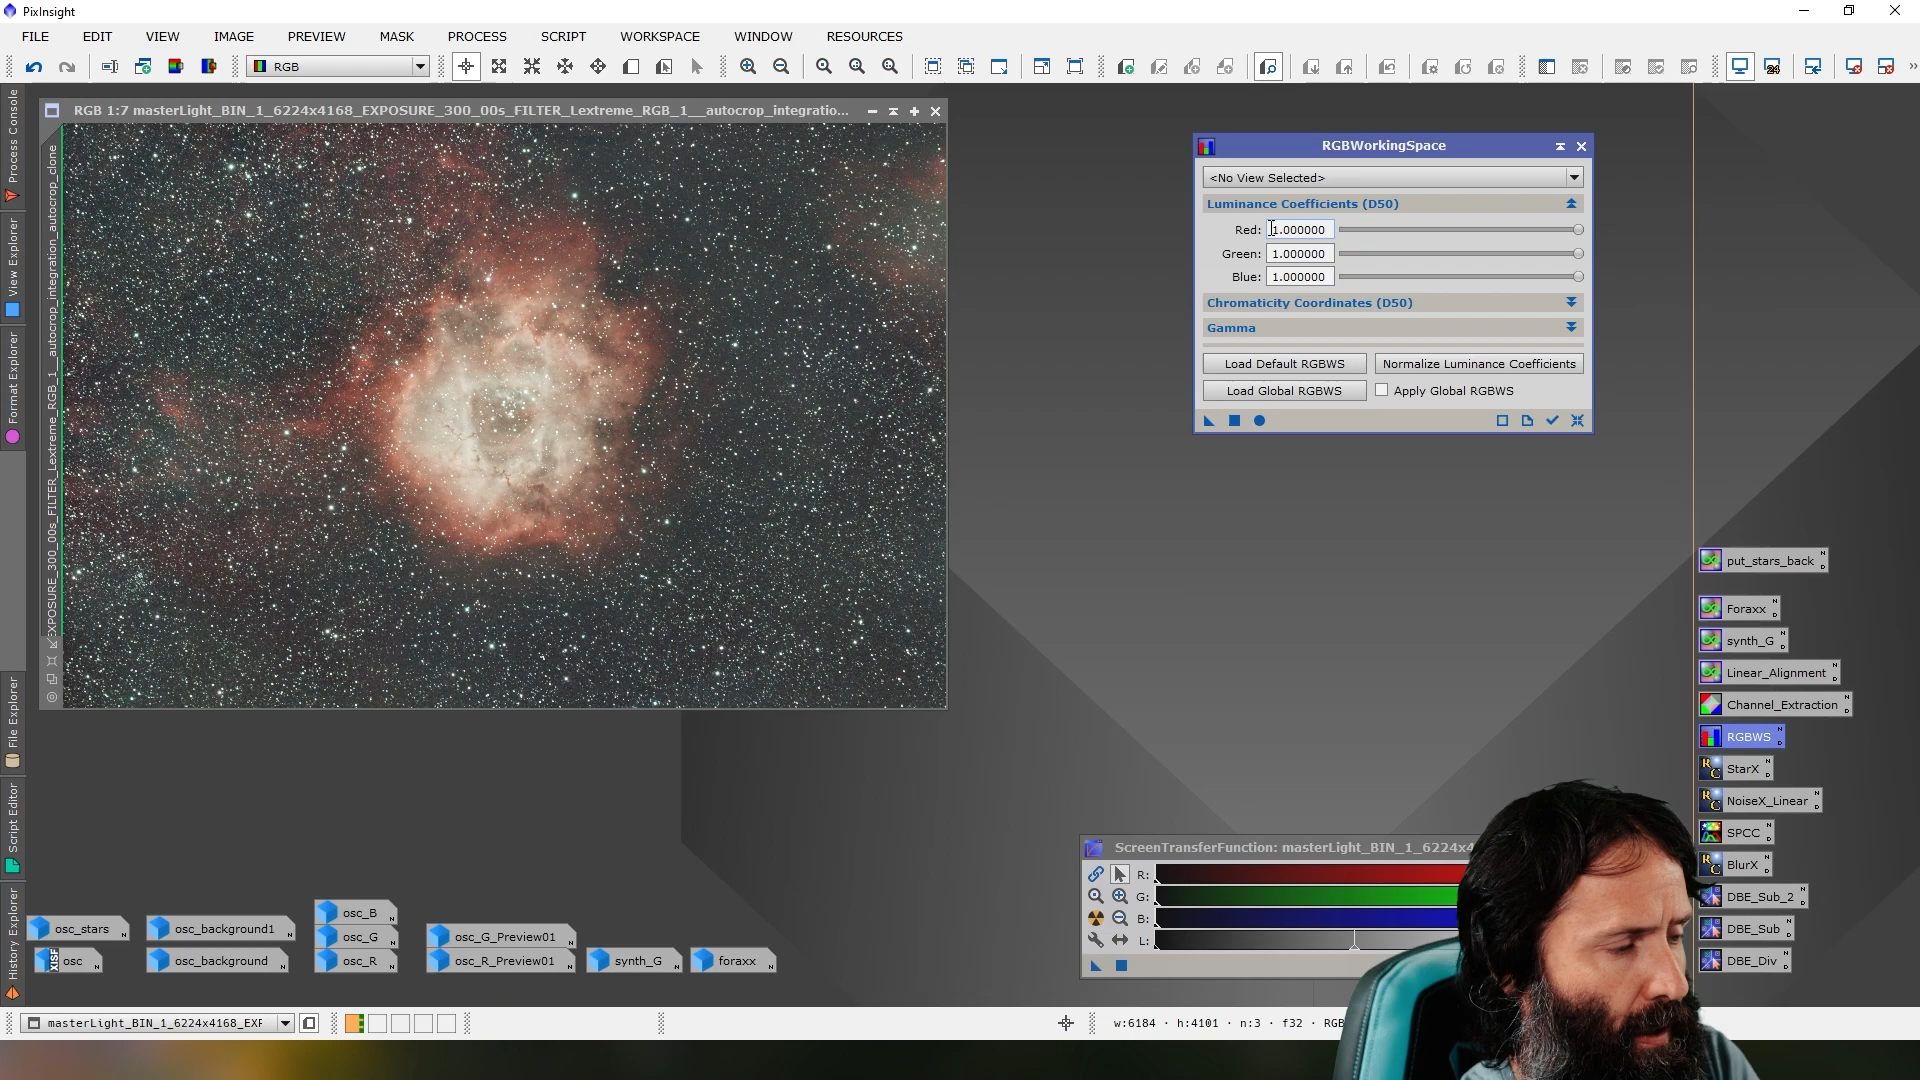 PixInsight
FILE EDIT VIEW IMAGE PREVIEW MASK PROCESS SCRIPT WORKSPACE WINDOW RESOURCES
RGB
24
RGB 1:7 masterLight_BIN_1_6224x4168_EXPOSURE_300_00s_FILTER_Lextreme_RGB_1__autocrop_integratio...
EXPOSURE_300_00s_FILTER_Lextreme_RGB_1__autocrop_integration_autocrop_integration_autocrop_clone
Process Console
View Explorer
Format Explorer
File Explorer
Script Editor
History Explorer
RGBWorkingSpace
<No View Selected>
Luminance Coefficients (D50)
Red: 1.000000
Green: 1.000000
Blue: 1.000000
Chromaticity Coordinates (D50)
Gamma
Load Default RGBWS Normalize Luminance Coefficients
Load Global RGBWS Apply Global RGBWS
put_stars_back
Foraxx
synth_G
Linear_Alignment
Channel_Extraction
RGBWS
StarX
NoiseX_Linear
SPCC
BlurX
DBE_Sub_2
DBE_Sub
DBE_Div
ScreenTransferFunction: masterLight_BIN_1_6224x4
R:
G:
B:
L:
osc_stars
osc
XISF
osc_background1
osc_background
osc_B
osc_G
osc_R
osc_G_Preview01
osc_R_Preview01
synth_G
foraxx
masterLight_BIN_1_6224x4168_EXF
w:6184 · h:4101 · n:3 · f32 · RGB